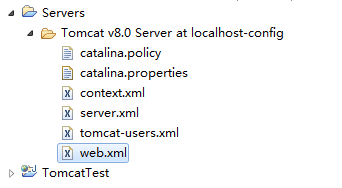 Servers
Tomcat v8.0 Server at localhost-config
catalina.policy
catalina.properties
context.xml
server.xml
tomcat-users.xml
web.xml
TomcatTest